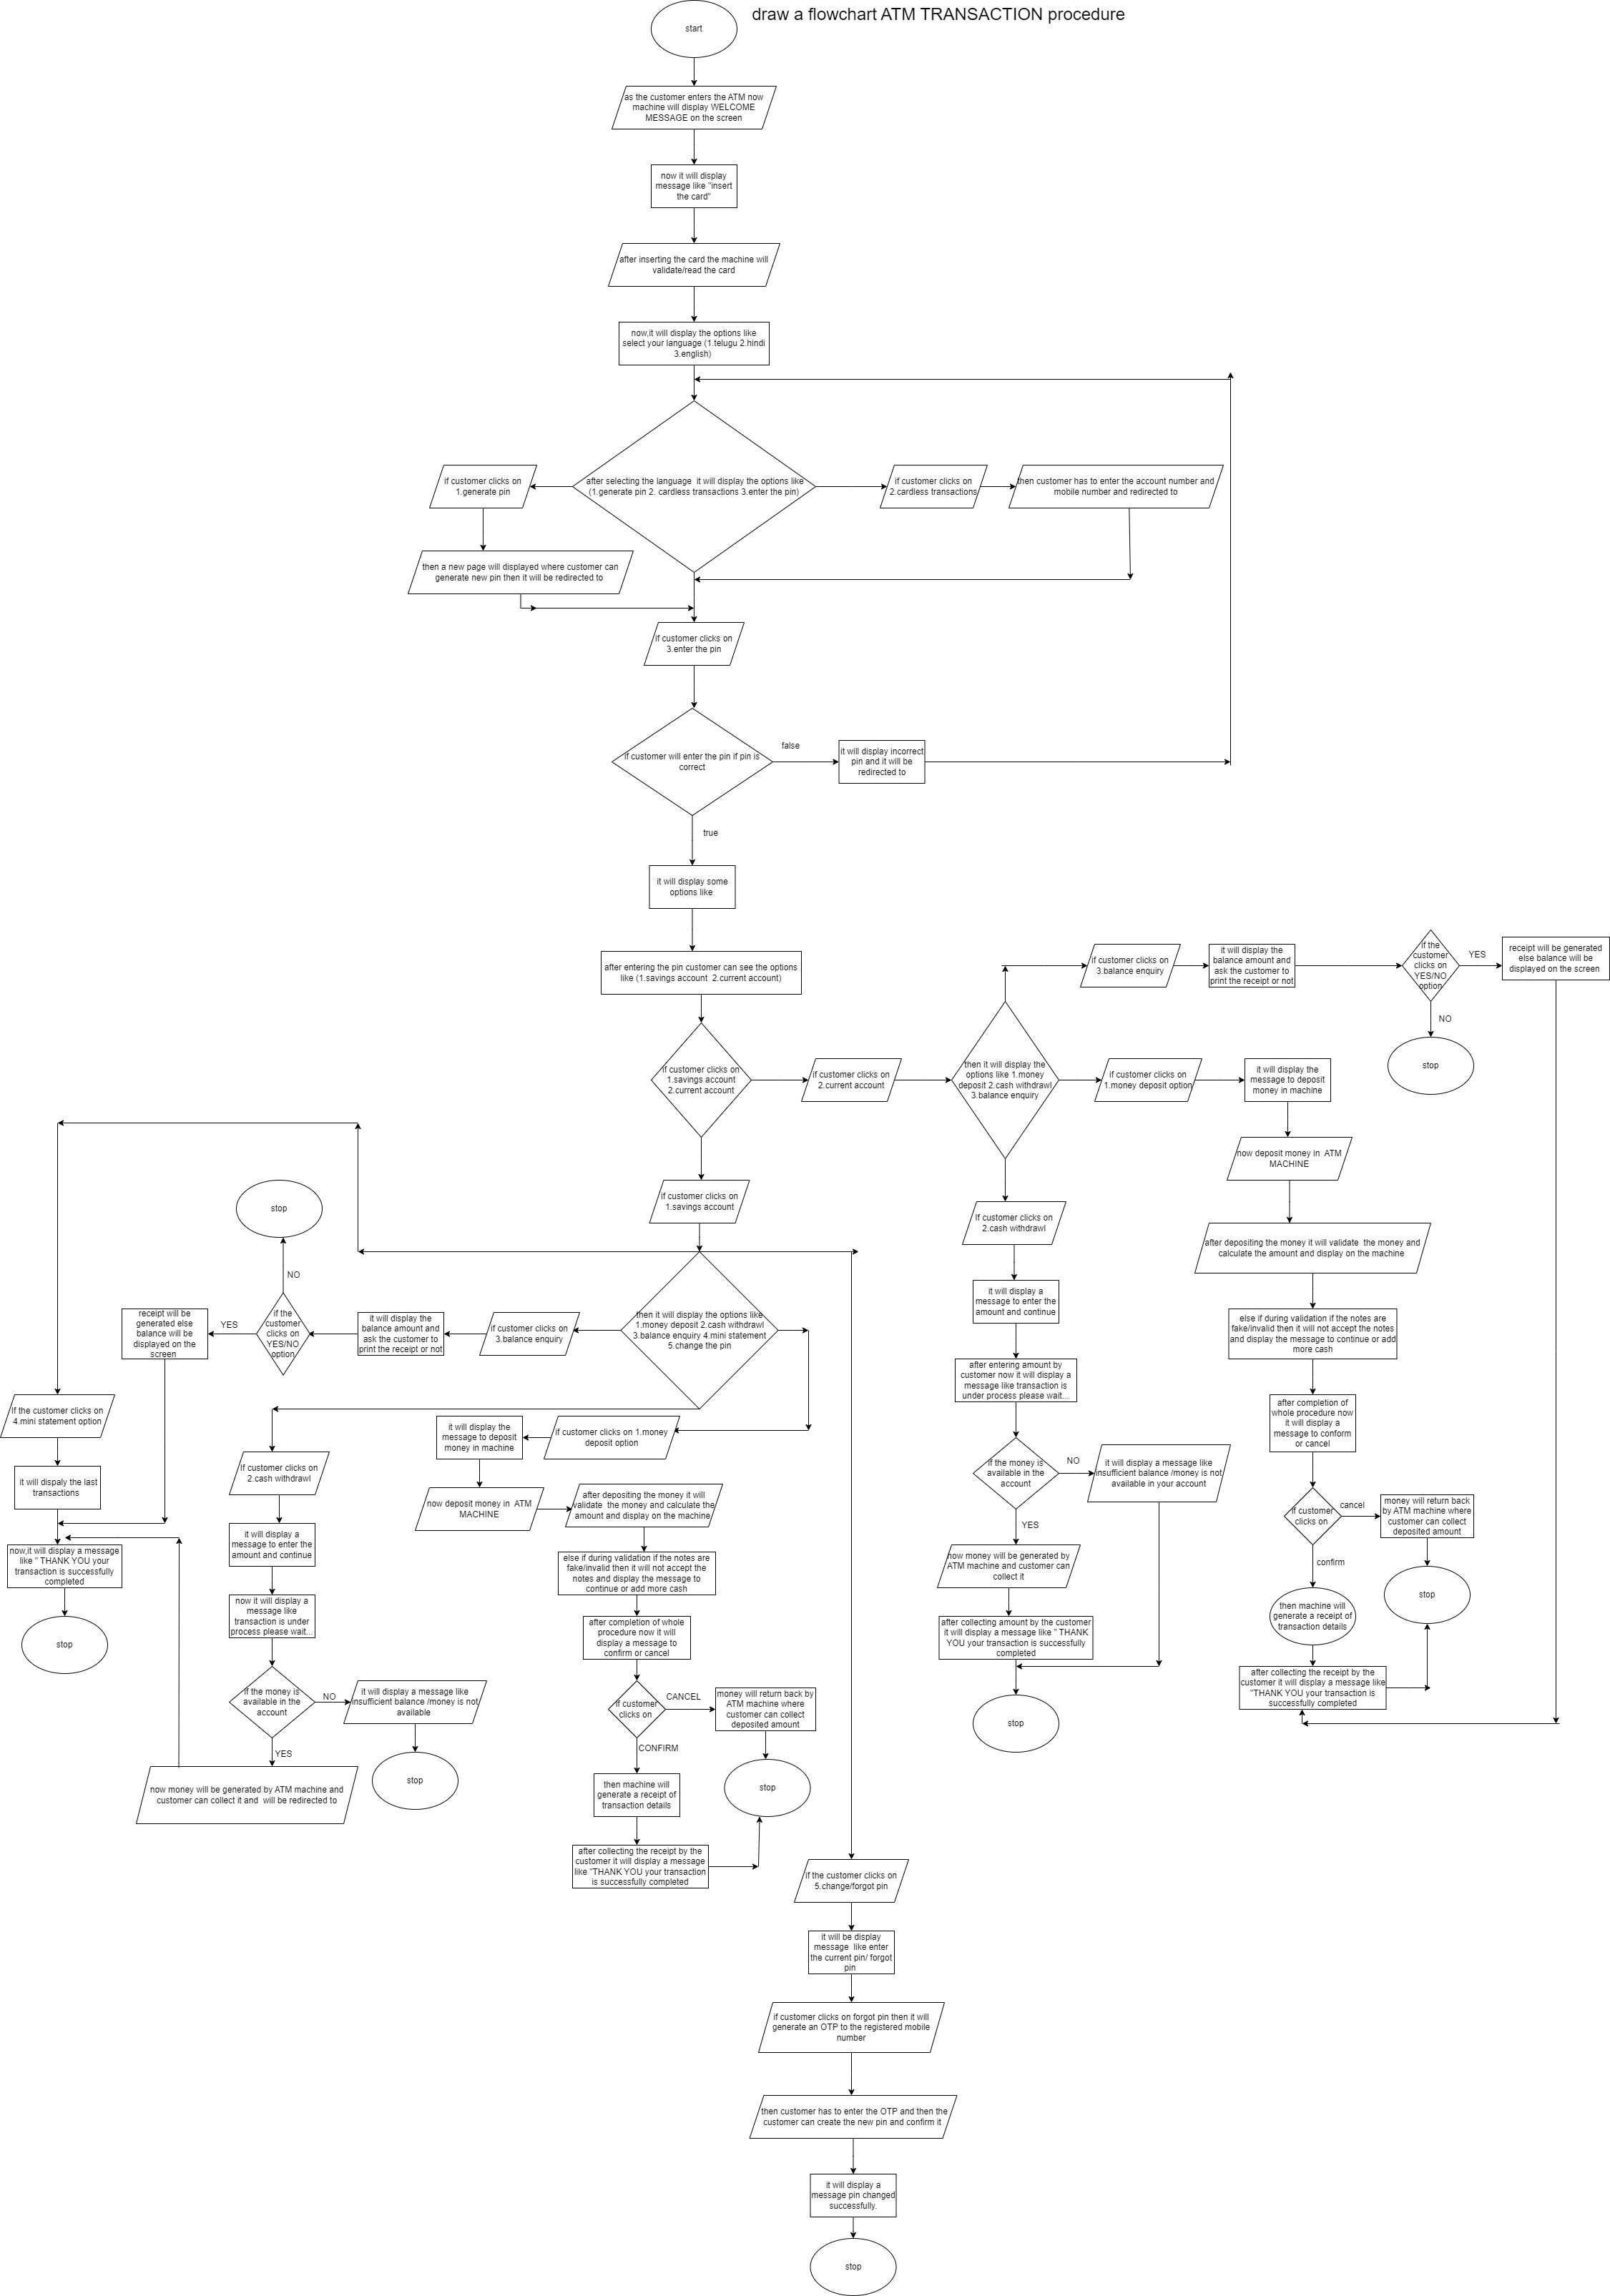 draw a flowchart ATM TRANSACTION procedure
start
as the customer enters the ATM now
machine will display WELCOME
MESSAGE on the screen
now it will display
message like "insert
the card"
after inserting the card the machine will
validate/read the card
now,it will display the options like
select your language (1.telugu 2.hindi
3.english)
if customer clicks on
1.generate pin
after selecting the language it will display the options like
(1.generate pin 2. cardless transactions 3.enter the pin)
if customer clicks on
2.cardless transactions
then customer has to enter the account number and
mobile number and redirected to
then a new page will displayed where customer can
generate new pin then it will be redirected to
if customer clicks on
3.enter the pin
if customer will enter the pin if pin is
correct
false
it will display incorrect
pin and it will be
redirected to
true
it will display some
options like
after entering the pin customer can see the options
like (1.savings account 2.current account)
if customer clicks on
3.balance enquiry
it will display the
balance amount and
ask the customer to
print the receipt or not
if the
customer
clicks on
YES/NO
option
YES
receipt will be generated
else balance will be
displayed on the screen
NO
stop
if customer clicks on
1.savings account
2.current account
if customer clicks on
2.current account
then it will display the
options like 1.money
deposit 2.cash withdrawl
3.balance enquiry
if customer clicks on
1.money deposit option
it will display the
message to deposit
money in machine
now deposit money in ATM
MACHINE
if customer clicks on
1.savings account
If customer clicks on
2.cash withdrawl
after depositing the money it will validate the money and
calculate the amount and display on the machine
stop
NO
it will display a
message to enter the
amount and continue
receipt will be
generated else
balance will be
displayed on the
screen
YES
if the
customer
clicks on
YES/NO
option
it will display the
balance amount and
ask the customer to
print the receipt or not
if customer clicks on
3.balance enquiry
then it will display the options like
1.money deposit 2.cash withdrawl
3.balance enquiry 4.mini statement
5.change the pin
else if during validation if the notes are
fake/invalid then it will not accept the notes
and display the message to continue or add
more cash
after entering amount by
customer now it will display a
message like transaction is
under process please wait...
If the customer clicks on
4.mini statement option
it will display the
message to deposit
money in machine
if customer clicks on 1.money
deposit option
after completion of
whole procedure now
it will display a
message to conform
or cancel
If customer clicks on
2.cash withdrawl
If the money is
available in the
account
NO
it will display a message like
insufficient balance /money is not
available in your account
it will dispaly the last
transactions
now deposit money in ATM
MACHINE
after depositing the money it will
validate the money and calculate the
amount and display on the machine
if customer
clicks on
cancel
money will return back
by ATM machine where
customer can collect
deposited amount
YES
it will display a
message to enter the
amount and continue
now,it will display a message
like " THANK YOU your
transaction is successfully
completed
else if during validation if the notes are
fake/invalid then it will not accept the
notes and display the message to
continue or add more cash
now money will be generated by
ATM machine and customer can
collect it
confirm
stop
now it will display a
message like
transaction is under
process please wait...
then machine will
generate a receipt of
transaction details
stop
after completion of whole
procedure now it will
display a message to
confirm or cancel
after collecting amount by the customer
it will display a message like " THANK
YOU your transaction is successfully
completed
after collecting the receipt by the
customer it will display a message like
"THANK YOU your transaction is
successfully completed
If the money is
available in the
account
NO
it will display a message like
insufficient balance /money is not
available
if customer
clicks on
CANCEL
money will return back by
ATM machine where
customer can collect
deposited amount
stop
YES
CONFIRM
now money will be generated by ATM machine and
customer can collect it and will be redirected to
stop
then machine will
generate a receipt of
transaction details
stop
after collecting the receipt by the
customer it will display a message
like "THANK YOU your transaction
is successfully completed
if the customer clicks on
5.change/forgot pin
it will be display
message like enter
the current pin/ forgot
pin
if customer clicks on forgot pin then it will
generate an OTP to the registered mobile
number
then customer has to enter the OTP and then the
customer can create the new pin and confirm it
it will display a
message pin changed
successfully.
stop